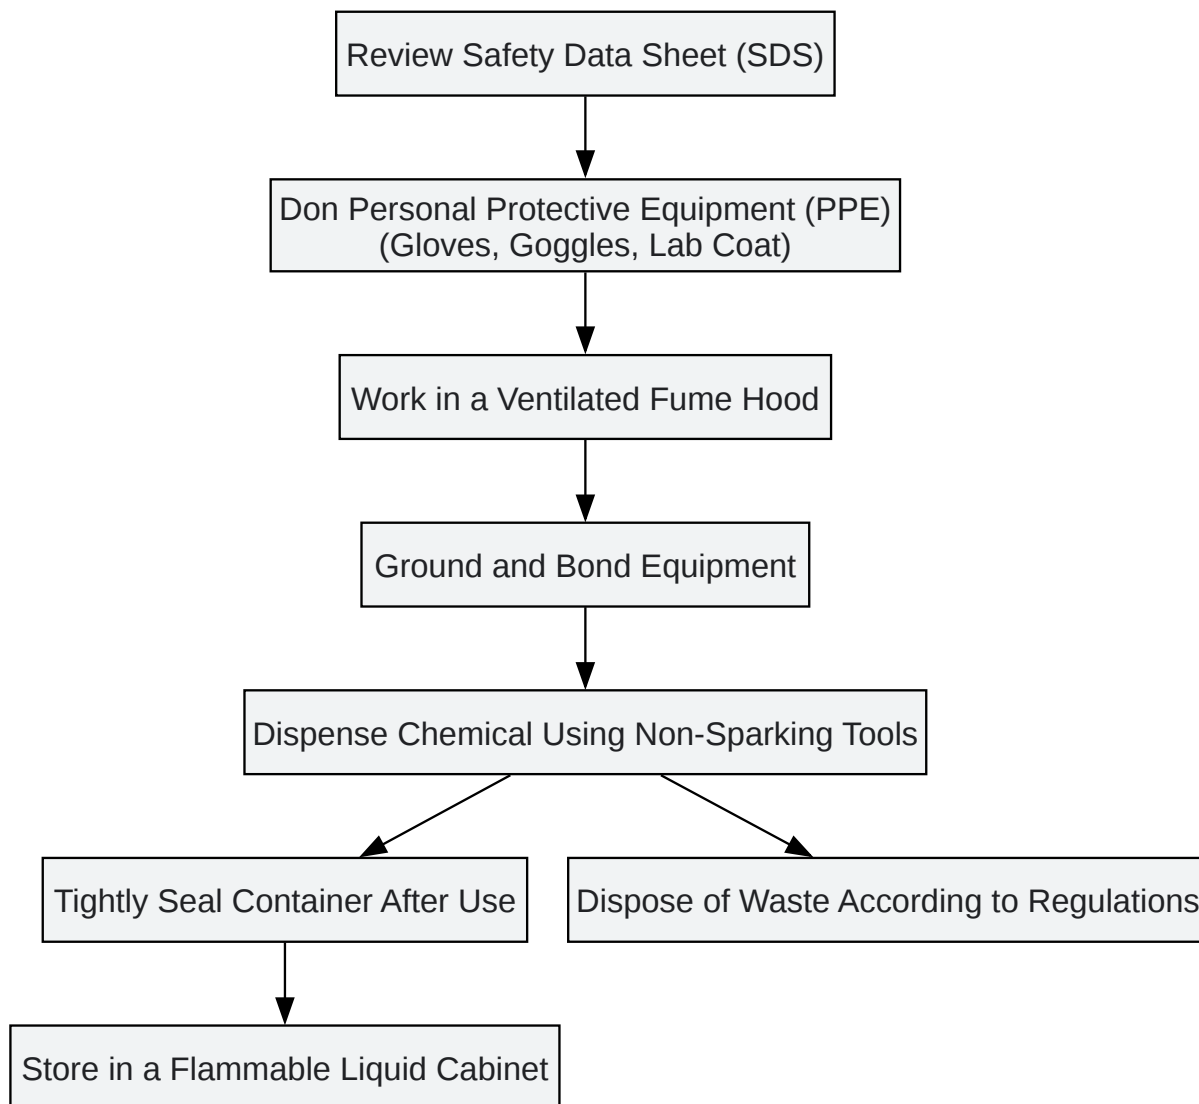 Review Safety Data Sheet (SDS)
Don Personal Protective Equipment (PPE)
(Gloves, Goggles, Lab Coat)
Work in a Ventilated Fume Hood
Ground and Bond Equipment
Dispense Chemical Using Non-Sparking Tools
Tightly Seal Container After Use
Dispose of Waste According to Regulations
Store in a Flammable Liquid Cabinet